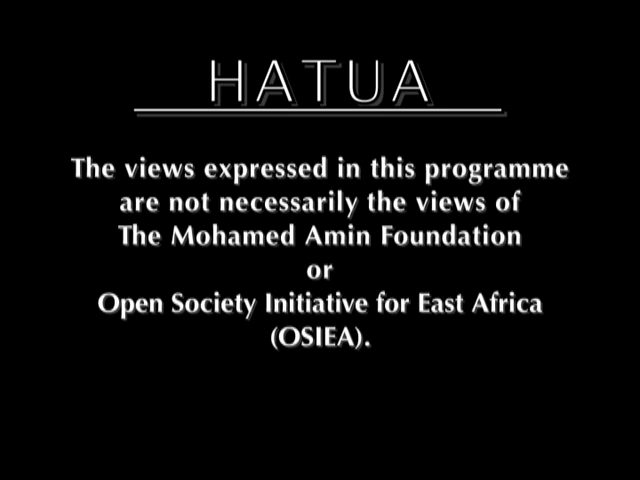 HATUA
The views expressed in this programme
are not necessarily the views of
The Mohamed Amin Foundation
or
Open Society Initiative for East Africa
(OSIEA).